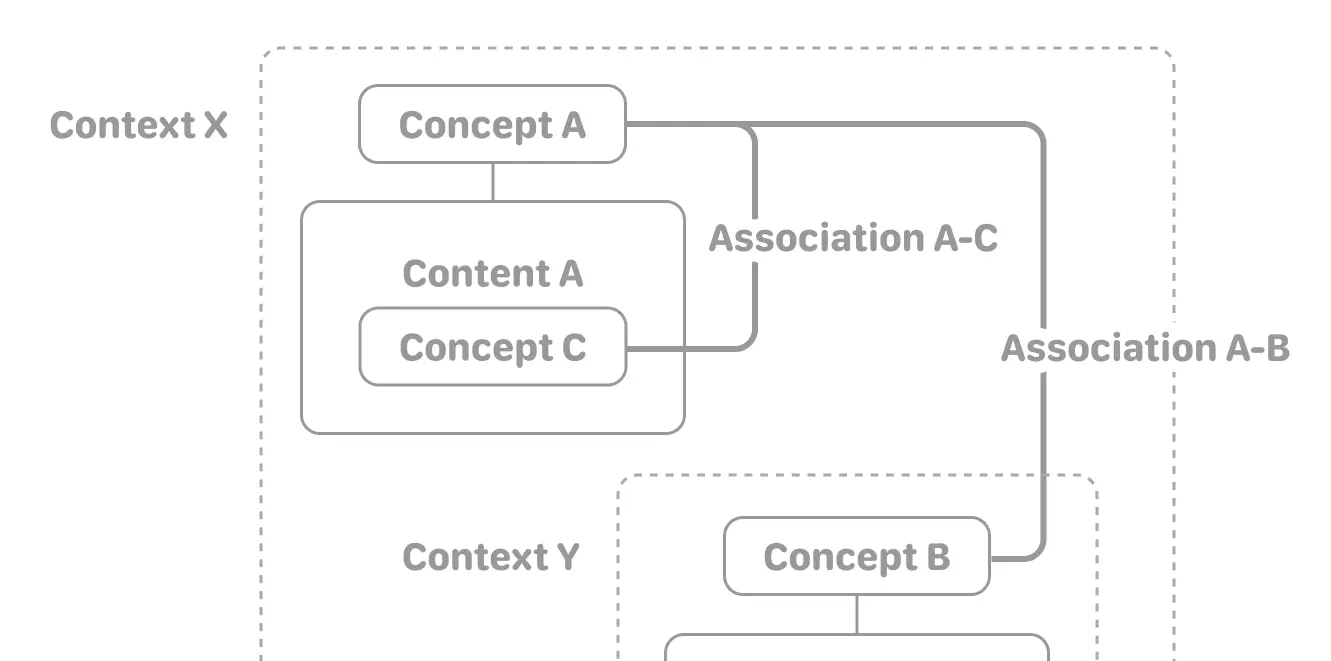 Context X
Concept A
Association A-C
Content A
Concept C
Association A-B
Context Y
Concept B